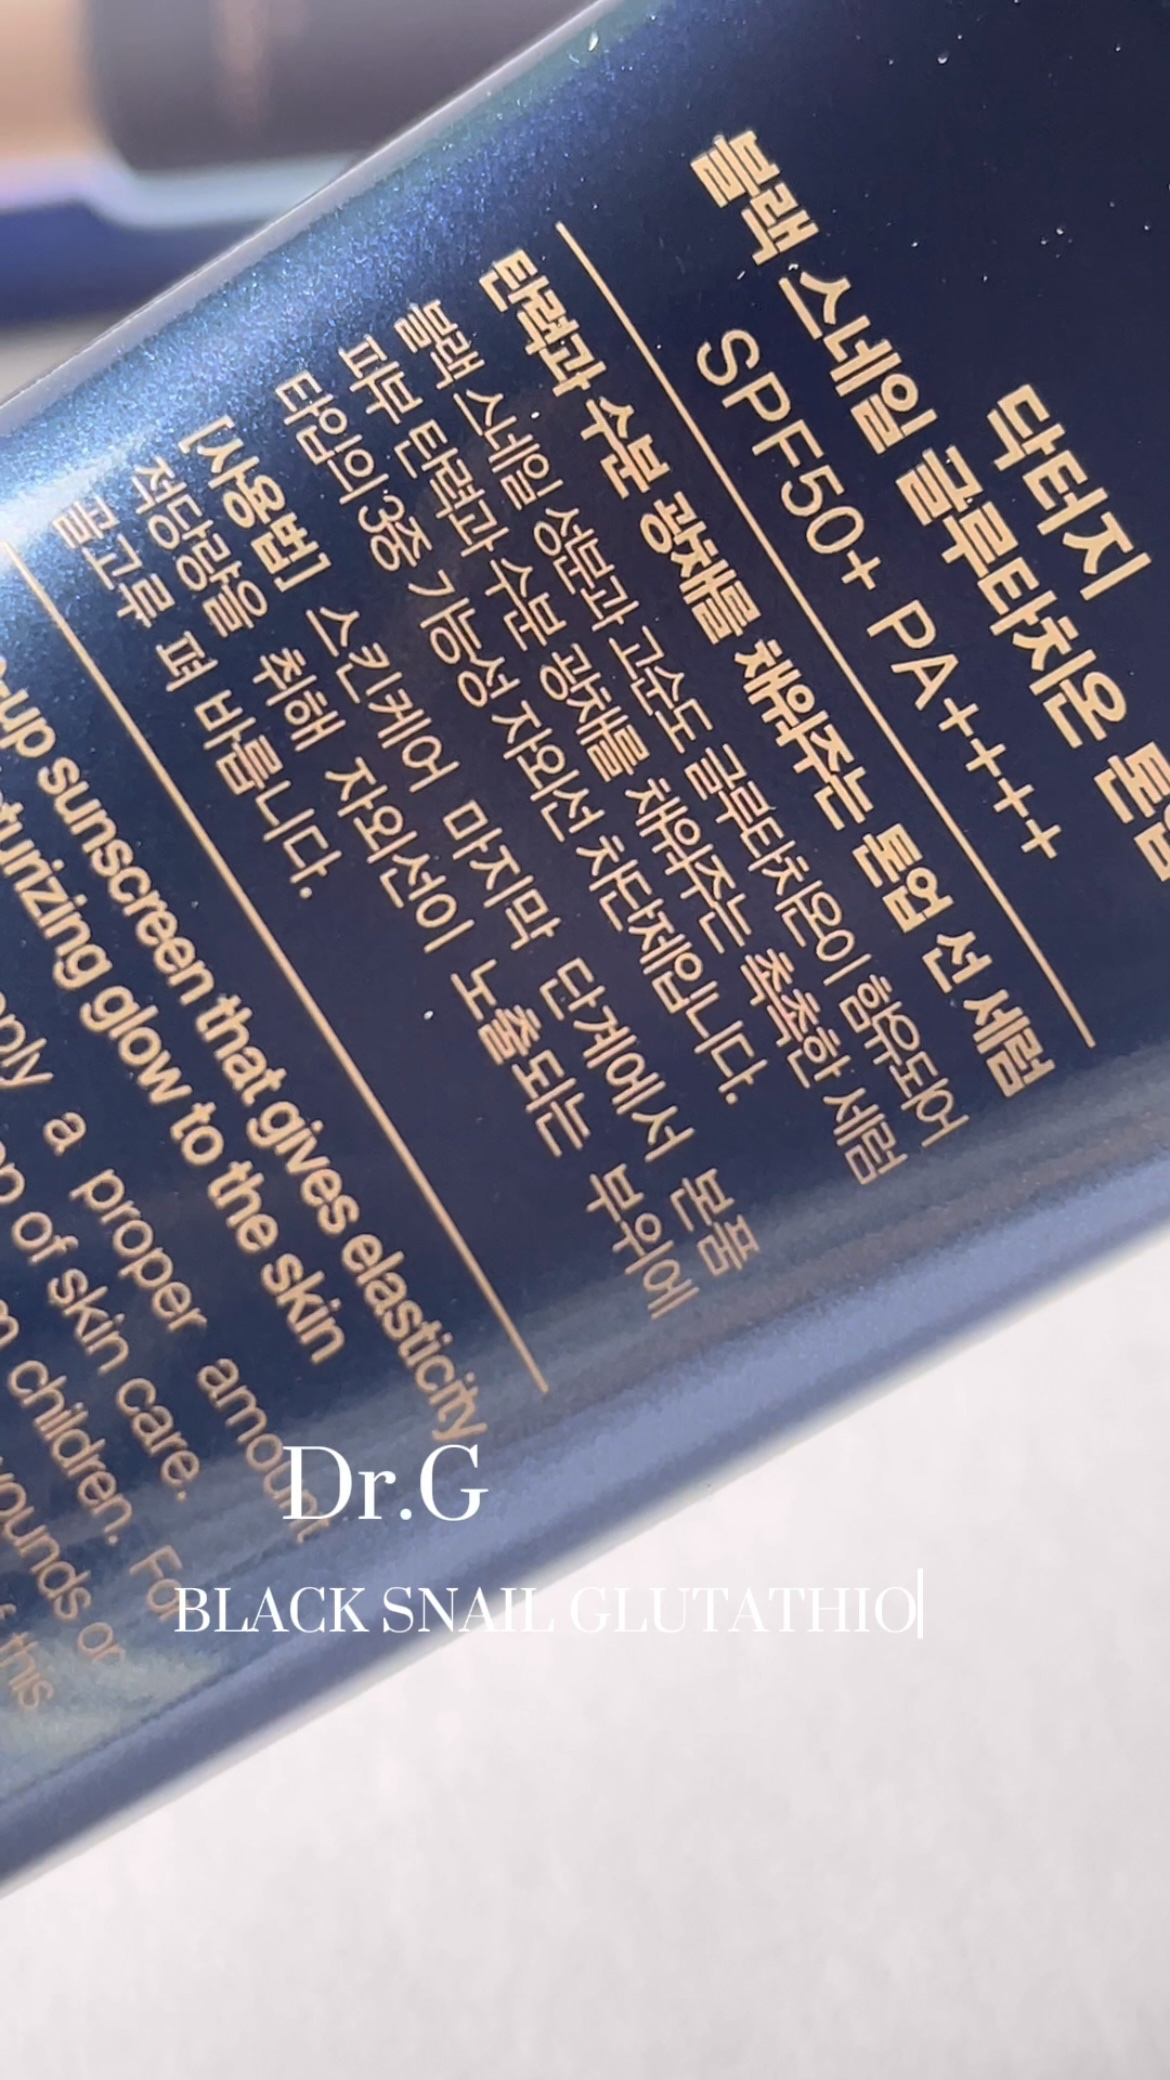 닥터지
블랙 스네일 글루타치온 톤업
SPF50+ PA++++
탄력과 수분 광채를 채워주는 톤업 선 세럼
블랙 스네일 성분과 고순도 글루타치온이 함유되어
피부 탄력과 수분 광채를 채워주는 촉촉한 세럼
타입의 3중 기능성 자외선 차단제입니다.
[사용법] 스킨케어 마지막 단계에서 본품
적당량을 취해 자외선이 노출되는 부위에
골고루 펴 바릅니다.
sunscreen that gives elasticity
glow to the skin
a proper amount
of skin care.
children. For
or
this
Dr.G
BLACK SNAIL GLUTATHIO